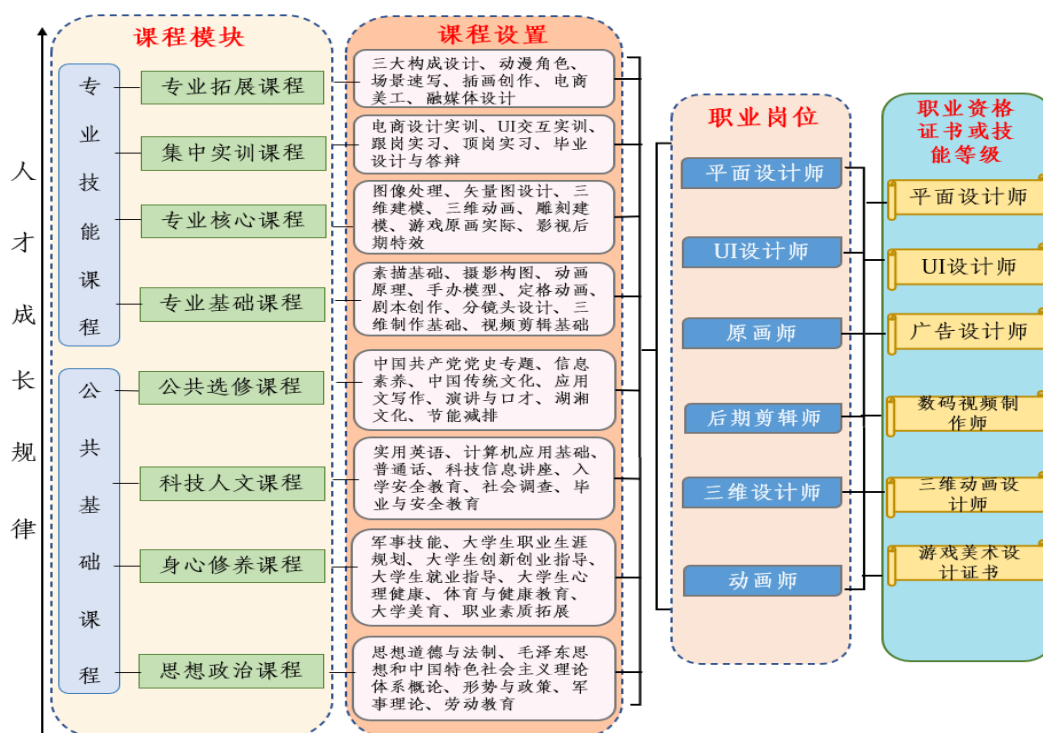 人才成长规律
课程模块
专业技能课程
专业拓展课程
集中实训课程
专业核心课程
专业基础课程
公共基础课程
公共选修课程
科技人文课程
身心修养课程
思想政治课程
课程设置
三大构成设计、动漫角色、
场景速写、插画创作、电商
美工、融媒体设计
电商设计实训、UI交互实训、
跟岗实习、顶岗实习、毕业
设计与答辩
图像处理、矢量图设计、三
维建模、三维动画、雕刻建
模、游戏原画实际、影视后
期特效
素描基础、摄影构图、动画
原理、手办模型、定格动画、
剧本创作、分镜头设计、三
维制作基础、视频剪辑基础
中国共产党党史专题、信息
素养、中国传统文化、应用
文写作、演讲与口才、湖湘
文化、节能减排
实用英语、计算机应用基础、
普通话、科技信息讲座、入
学安全教育、社会调查、毕
业与安全教育
军事技能、大学生职业生涯
规划、大学生创新创业指导、
大学生就业指导、大学生心
理健康、体育与健康教育、
大学美育、职业素质拓展
思想道德与法制、毛泽东思
想和中国特色社会主义理论
体系概论、形势与政策、军
事理论、劳动教育
职业岗位
平面设计师
UI设计师
原画师
后期剪辑师
三维设计师
动画师
职业资格
证书或技
能等级
平面设计师
UI设计师
广告设计师
数码视频制
作师
三维动画设
计师
游戏美术设
计证书